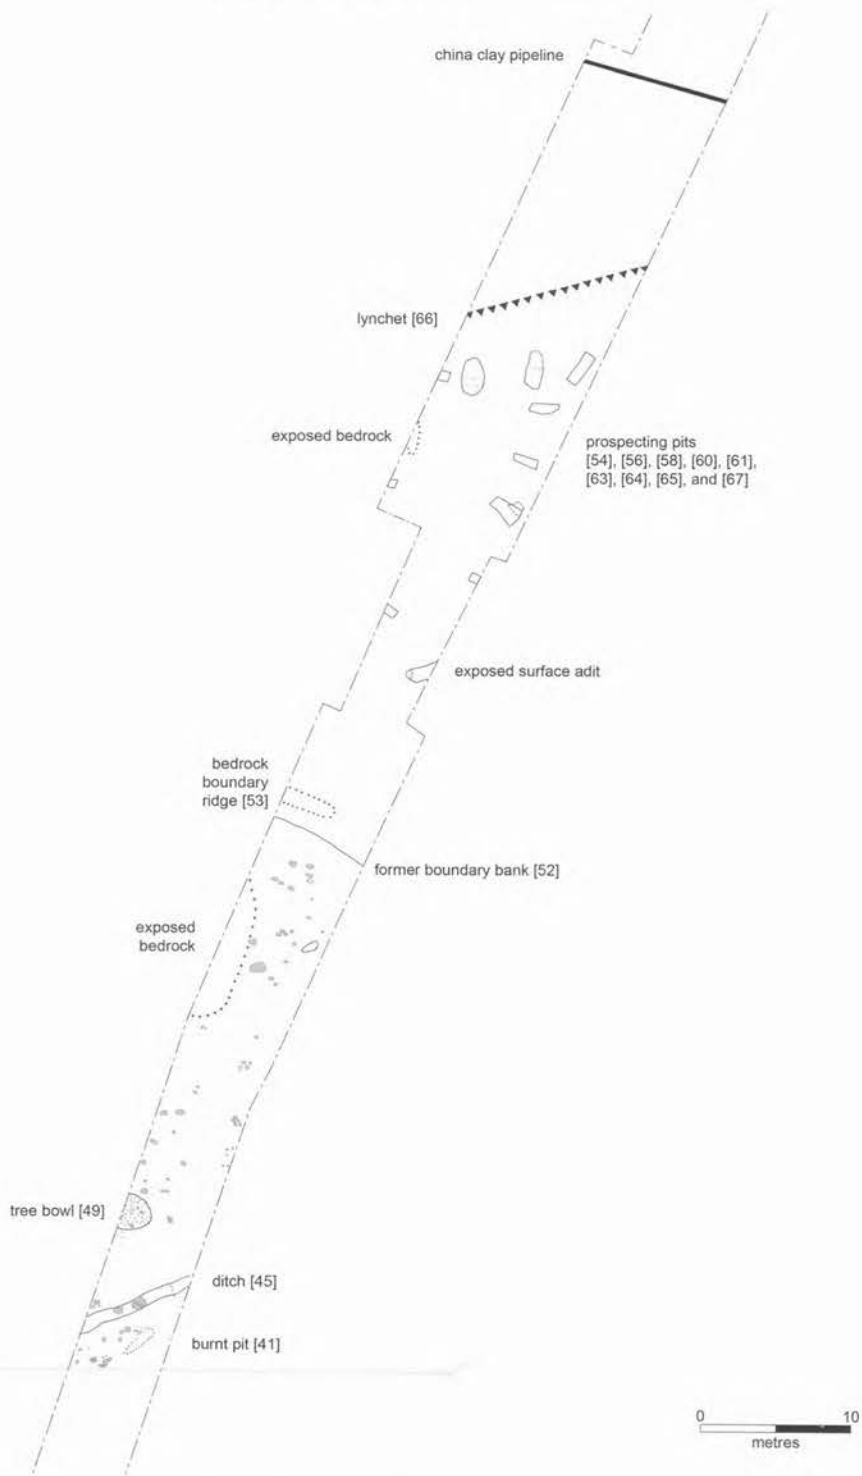 china clay pipeline
lynchet [66]
exposed bedrock
prospecting pits
[54], [56], [58], [60], [61],
[63], [64], [65], and [67]
exposed surface adit
bedrock
boundary
ridge [53]
former boundary bank [52]
exposed
bedrock
tree bowl [49]
ditch [45]
burnt pit [41]
0 10
metres